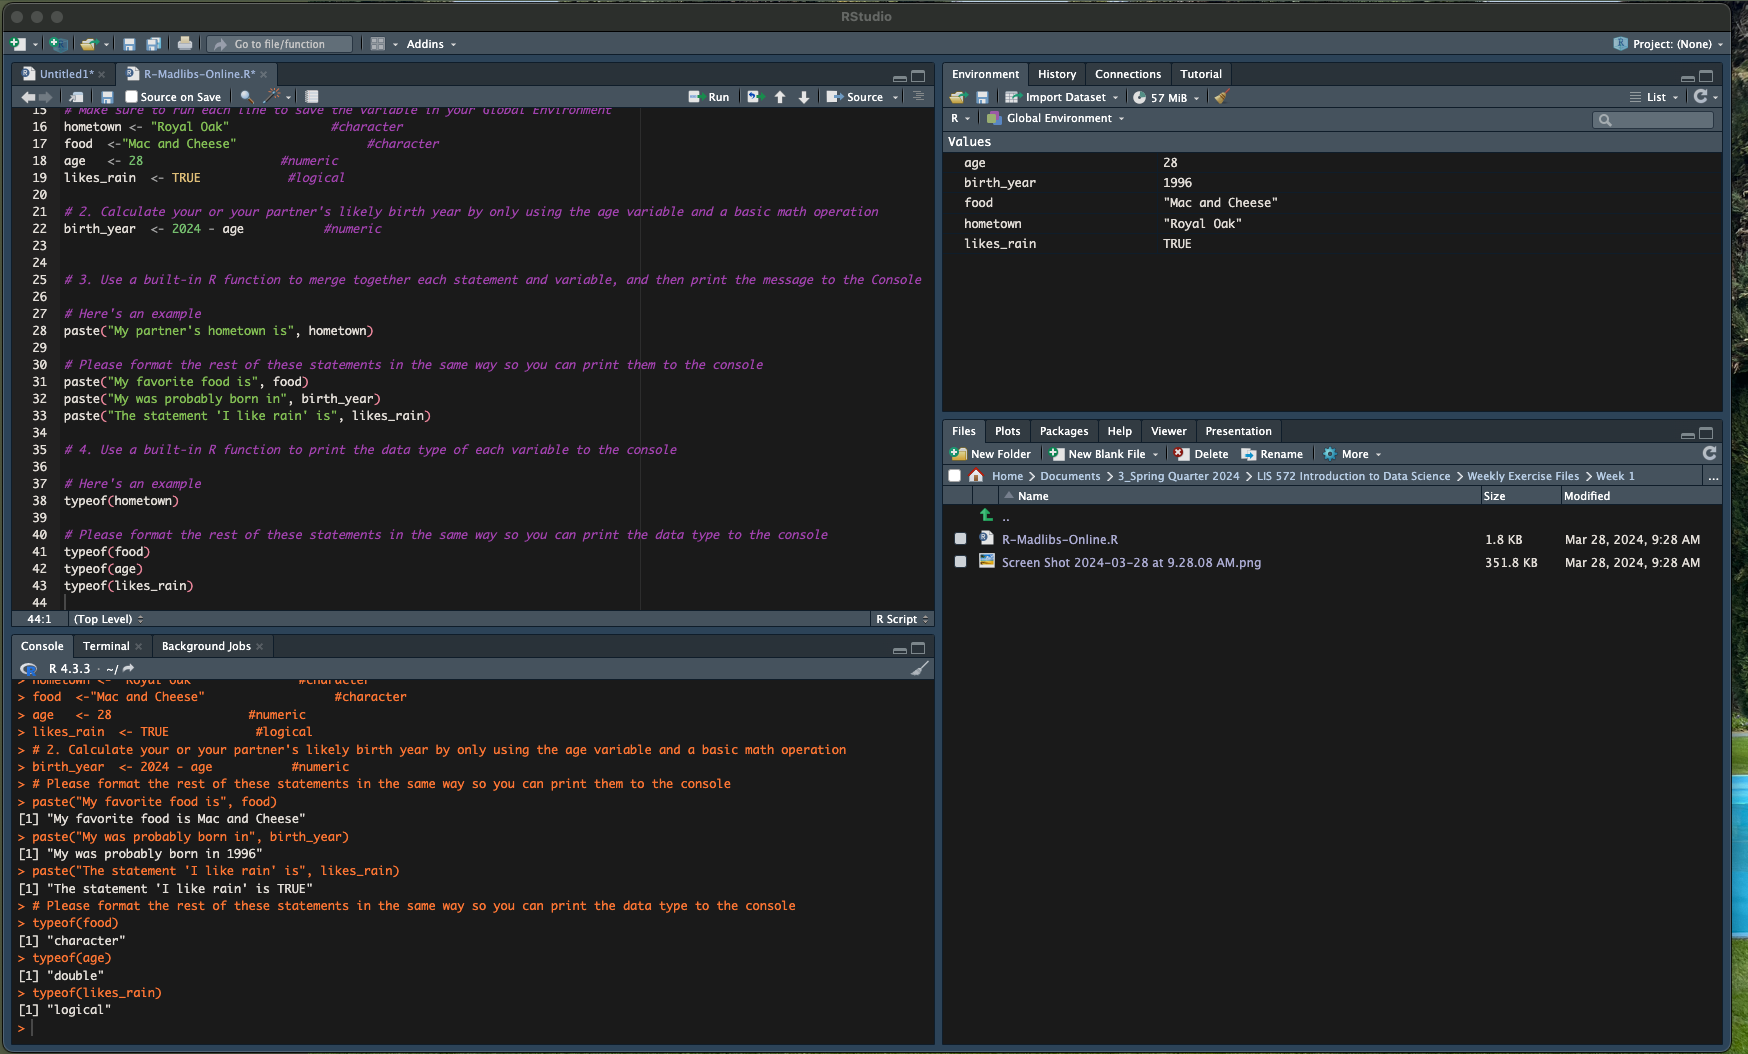 RStudio
Go to file/function Addins Project: (None)
Untitled1* R-Madlibs-Online.R*
Source on Save Run Source
15 # Make sure to run each line to save the variable in your Global Environment
16 hometown <- "Royal Oak" #character
17 food <-"Mac and Cheese" #character
18 age <- 28 #numeric
19 likes_rain <- TRUE #logical
20
21 # 2. Calculate your or your partner's likely birth year by only using the age variable and a basic math operation
22 birth_year <- 2024 - age #numeric
23
24
25 # 3. Use a built-in R function to merge together each statement and variable, and then print the message to the Console
26
27 # Here's an example
28 paste("My partner's hometown is", hometown)
29
30 # Please format the rest of these statements in the same way so you can print them to the console
31 paste("My favorite food is", food)
32 paste("My was probably born in", birth_year)
33 paste("The statement 'I like rain' is", likes_rain)
34
35 # 4. Use a built-in R function to print the data type of each variable to the console
36
37 # Here's an example
38 typeof(hometown)
39
40 # Please format the rest of these statements in the same way so you can print the data type to the console
41 typeof(food)
42 typeof(age)
43 typeof(likes_rain)
44
44:1 (Top Level) R Script
Console Terminal Background Jobs
R 4.3.3 · ~/
> hometown <- "Royal Oak" #character
> food <-"Mac and Cheese" #character
> age <- 28 #numeric
> likes_rain <- TRUE #logical
> # 2. Calculate your or your partner's likely birth year by only using the age variable and a basic math operation
> birth_year <- 2024 - age #numeric
> # Please format the rest of these statements in the same way so you can print them to the console
> paste("My favorite food is", food)
[1] "My favorite food is Mac and Cheese"
> paste("My was probably born in", birth_year)
[1] "My was probably born in 1996"
> paste("The statement 'I like rain' is", likes_rain)
[1] "The statement 'I like rain' is TRUE"
> # Please format the rest of these statements in the same way so you can print the data type to the console
> typeof(food)
[1] "character"
> typeof(age)
[1] "double"
> typeof(likes_rain)
[1] "logical"
>
Environment History Connections Tutorial
Import Dataset 57 MiB List
R Global Environment
Values
age 28
birth_year 1996
food "Mac and Cheese"
hometown "Royal Oak"
likes_rain TRUE
Files Plots Packages Help Viewer Presentation
New Folder New Blank File Delete Rename More
Home > Documents > 3_Spring Quarter 2024 > LIS 572 Introduction to Data Science > Weekly Exercise Files > Week 1 ...
Name Size Modified
..
R-Madlibs-Online.R 1.8 KB Mar 28, 2024, 9:28 AM
Screen Shot 2024-03-28 at 9.28.08 AM.png 351.8 KB Mar 28, 2024, 9:28 AM